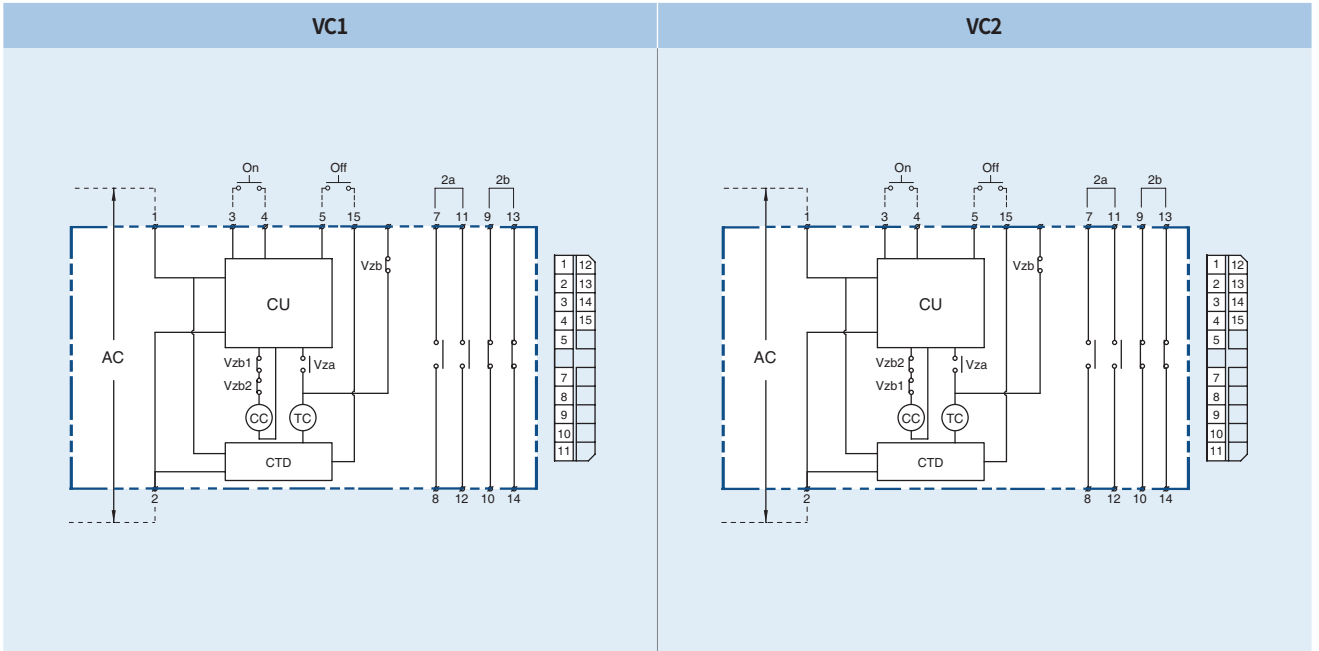 VC1
VC2
On Off 2a 2b
1 3 4 5 15 7 11 9 13
Vzb
CU
AC
Vzb1 Vza
Vzb2
CC TC
CTD
2 8 12 10 14
1 12
2 13
3 14
4 15
5
7
8
9
10
11
On Off 2a 2b
1 3 4 5 15 7 11 9 13
Vzb
CU
AC
Vzb2 Vza
Vzb1
CC TC
CTD
2 8 12 10 14
1 12
2 13
3 14
4 15
5
7
8
9
10
11